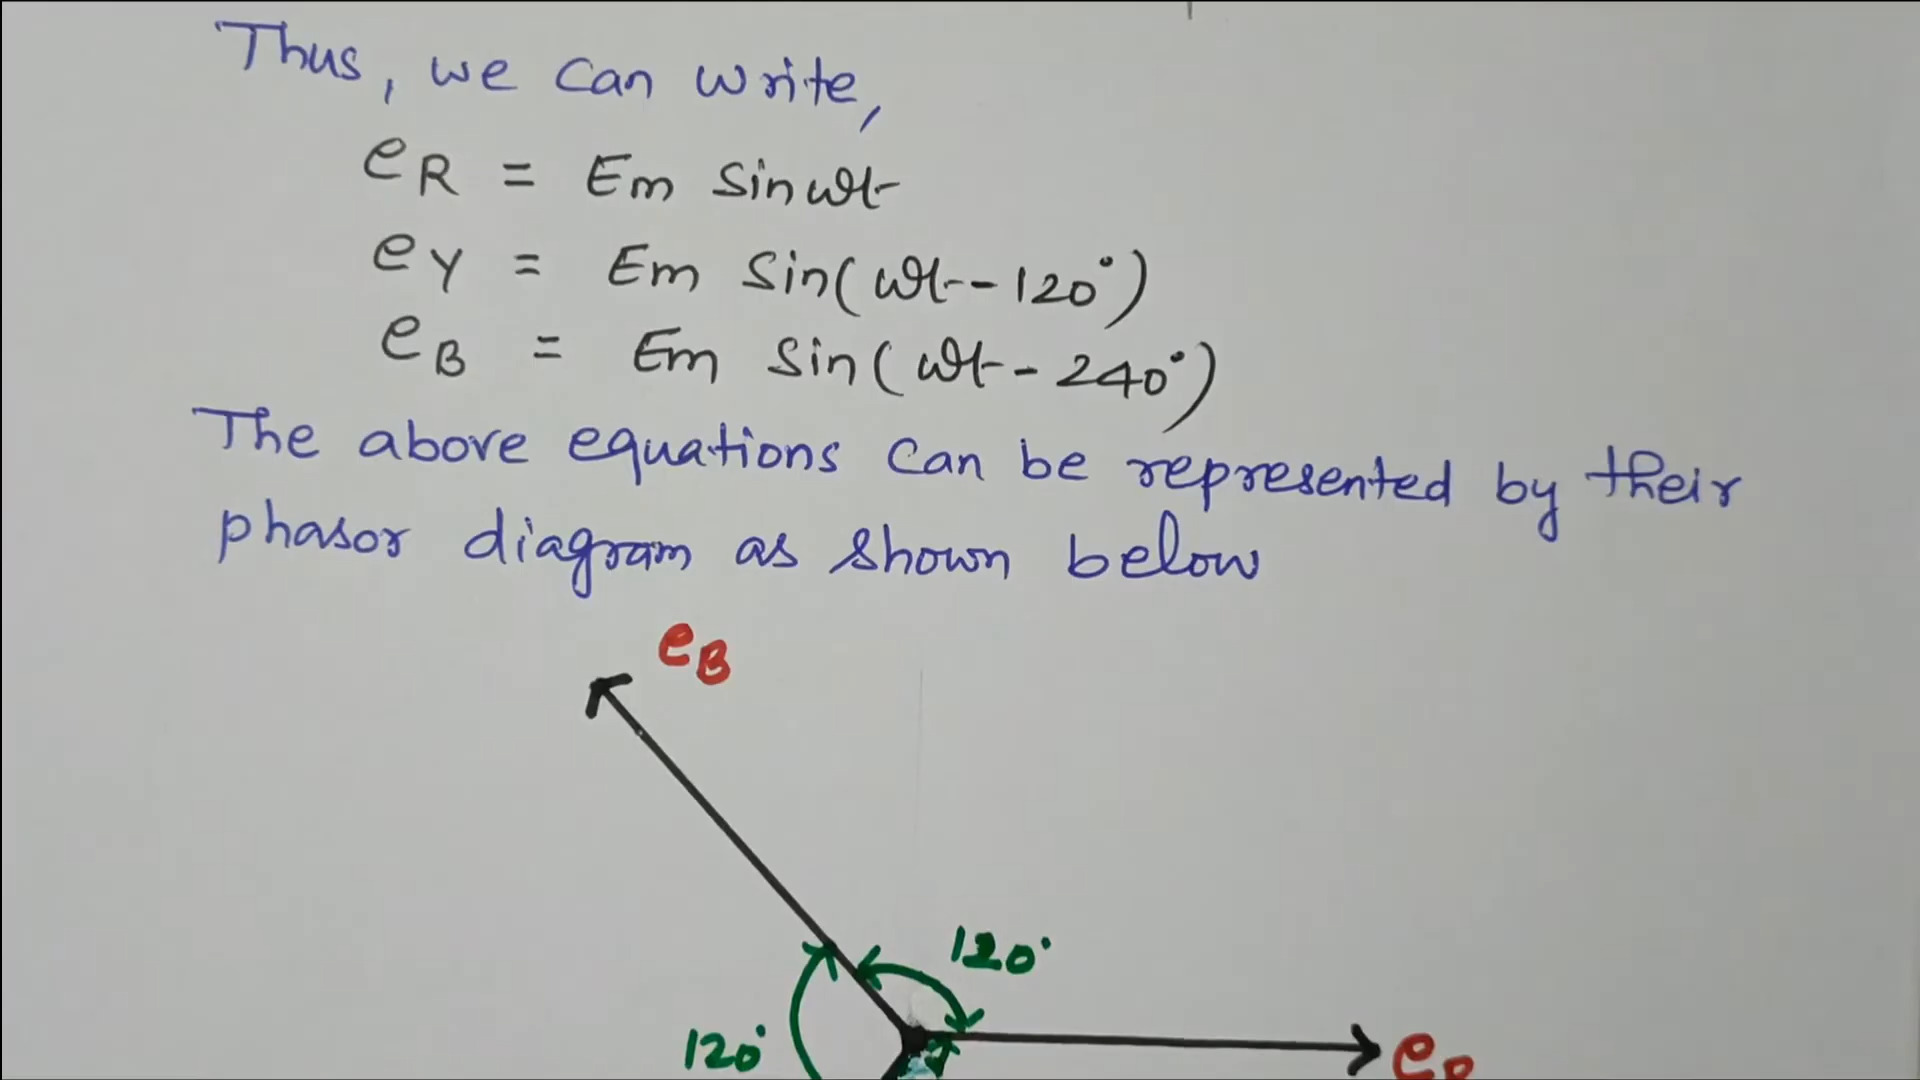 Thus, we can write,
eR = Em Sinωt
eY = Em Sin(ωt-120°)
eB = Em Sin(ωt-240°)
The above equations can be represented by their
phasor diagram as shown below
eB
120°
120°
eR